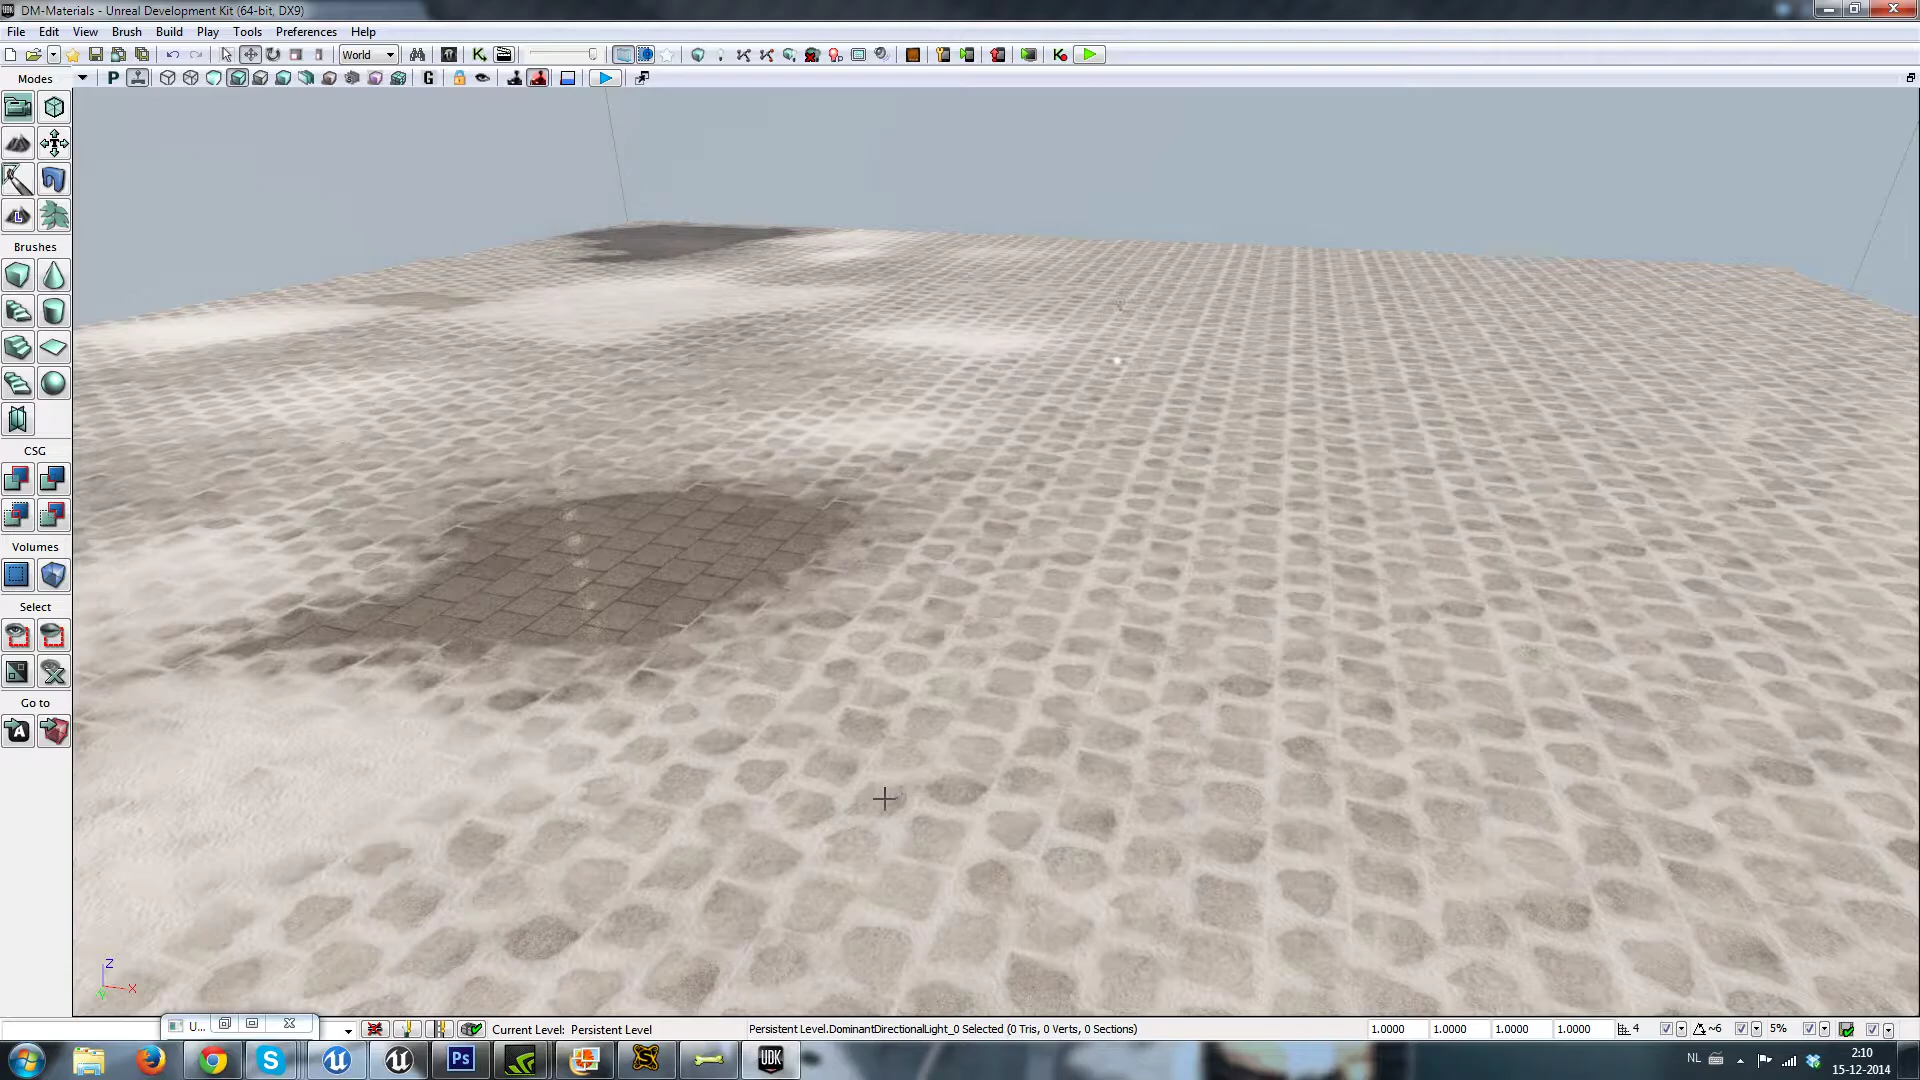 DM-Materials - Unreal Development Kit (64-bit, DX9)
File Edit View Brush Build Play Tools Preferences Help
World
Modes
P
G
Brushes
CSG
Volumes
Select
Go to
Z
X
Y
U...
Current Level: Persistent Level
Persistent Level.DominantDirectionalLight_0 Selected (0 Tris, 0 Verts, 0 Sections)
1.0000 1.0000 1.0000 1.0000 4 ~6 5%
Ps
UDK
NL
2:10
15-12-2014